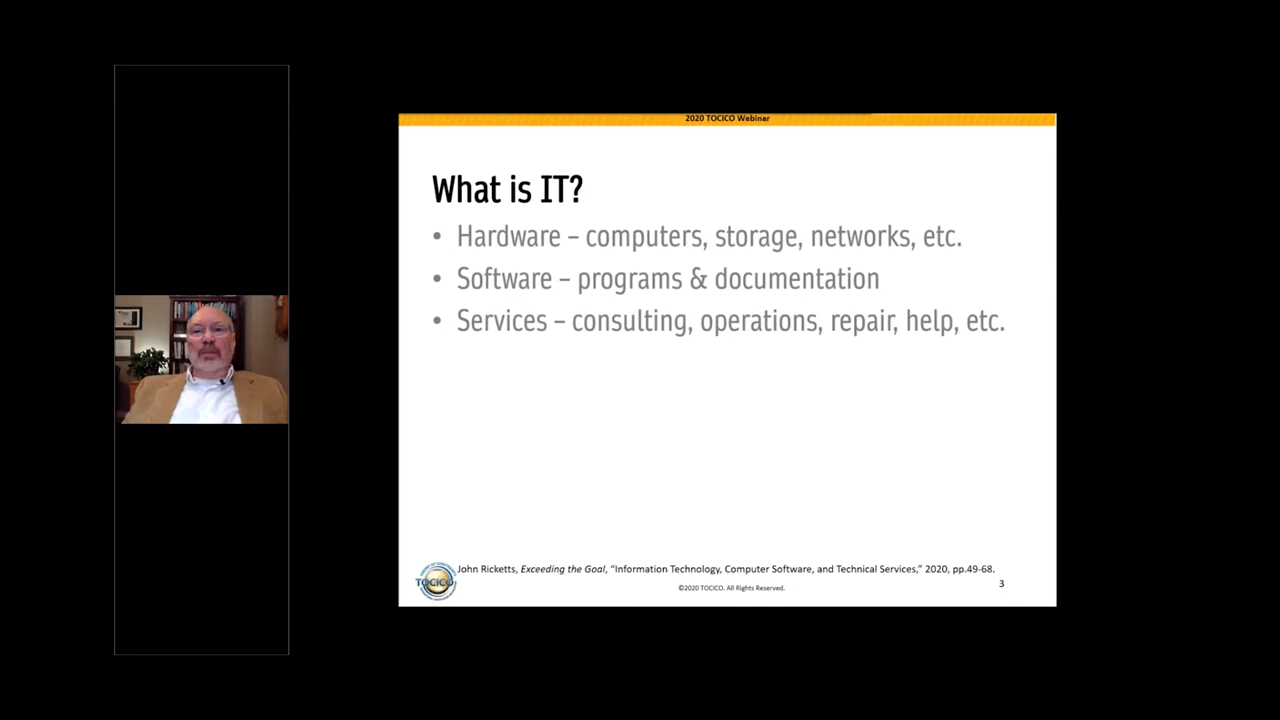 2020 TOCICO Webinar
What is IT?
• Hardware – computers, storage, networks, etc.
• Software – programs & documentation
• Services – consulting, operations, repair, help, etc.
TOCICO
John Ricketts, Exceeding the Goal, “Information Technology, Computer Software, and Technical Services,” 2020, pp.49-68.
©2020 TOCICO. All Rights Reserved.
3